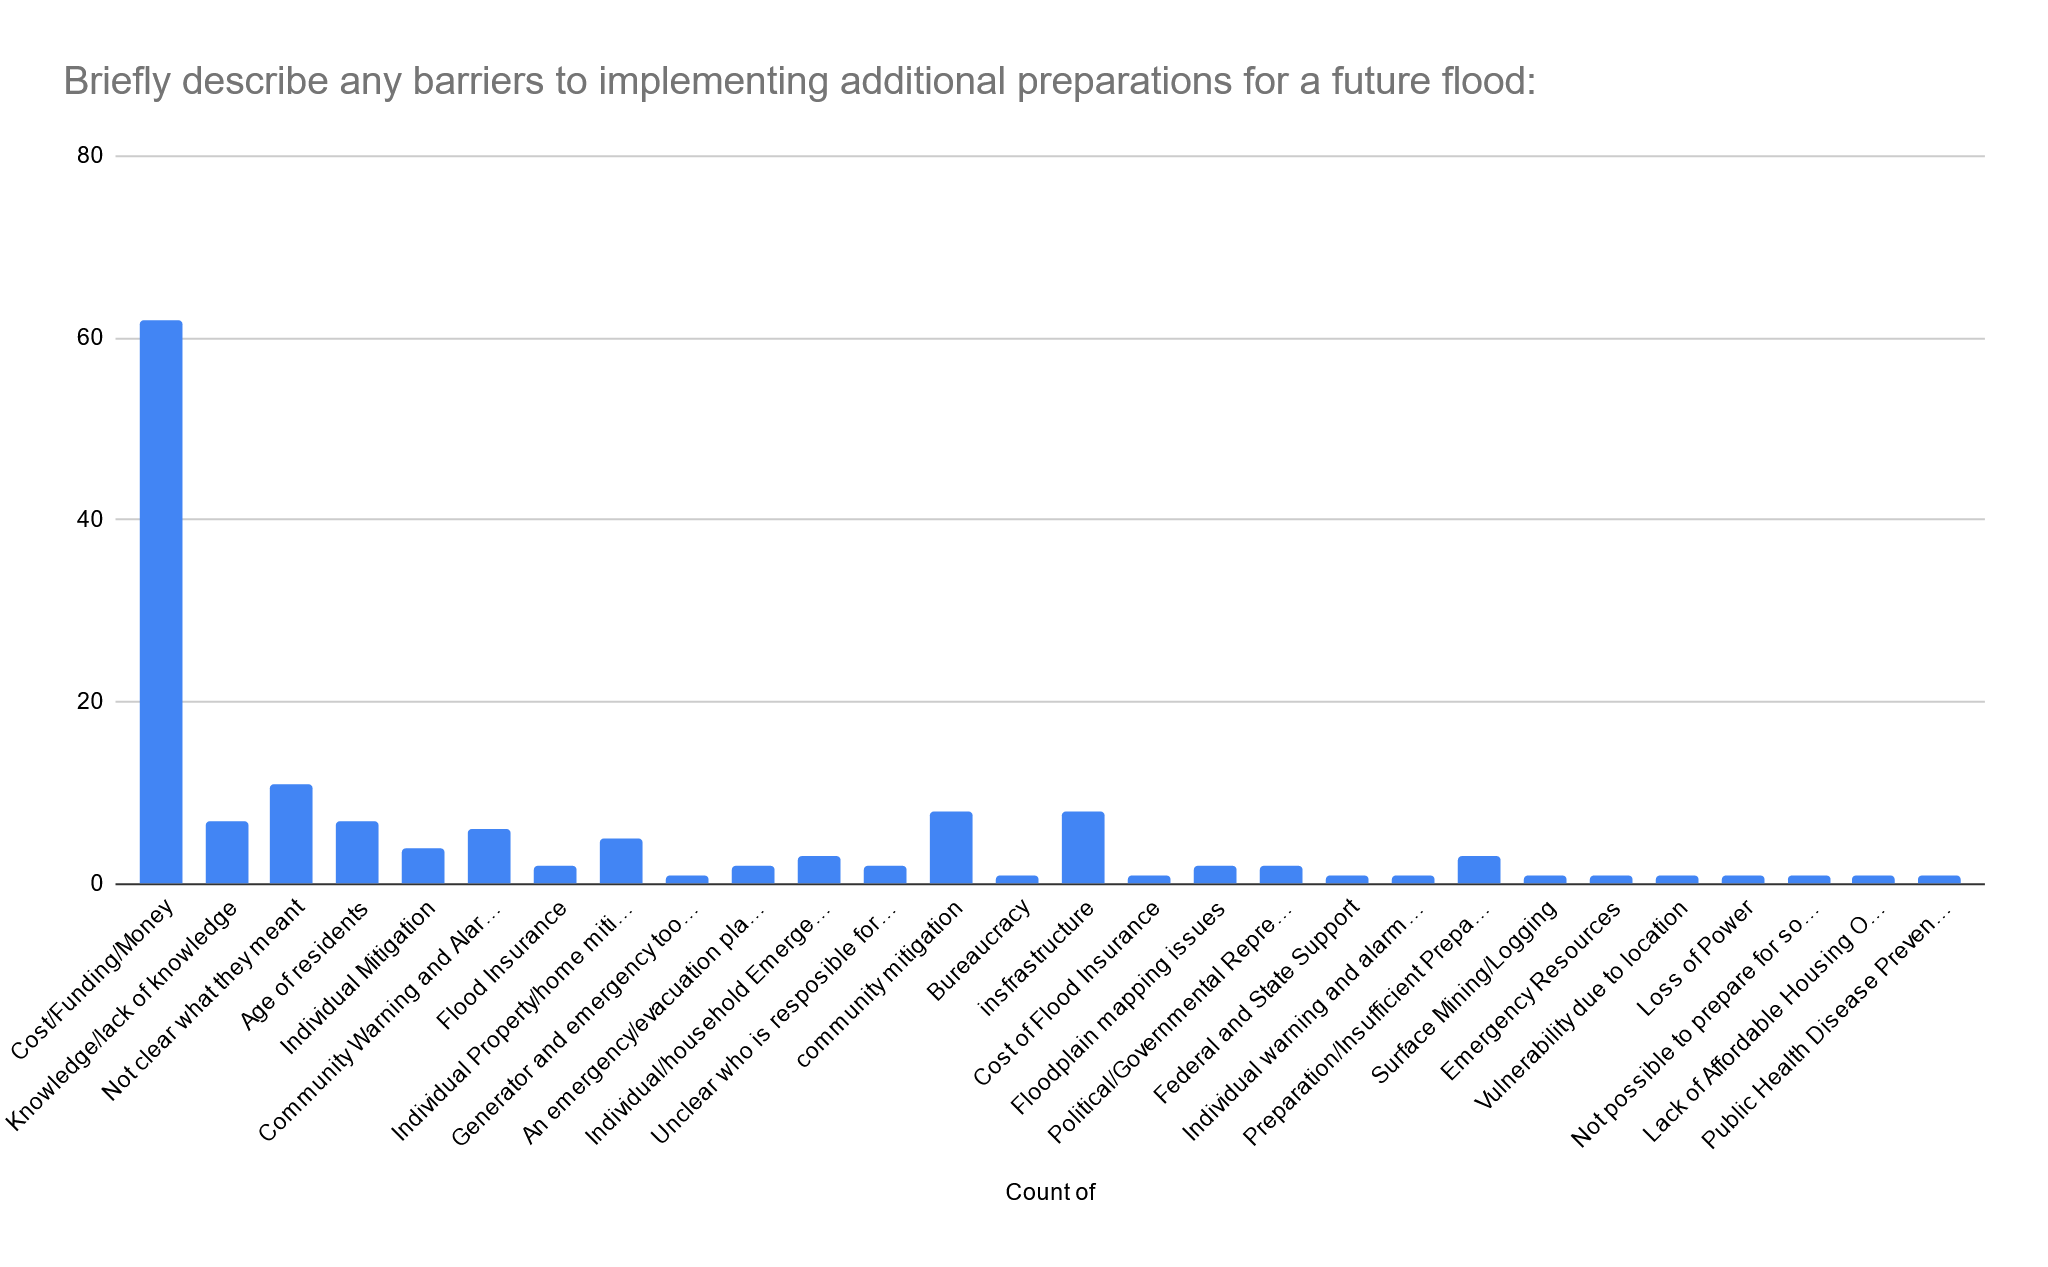 Briefly describe any barriers to implementing additional preparations for a future flood:
80
60
40
20
0
Cost/Funding/Money
Knowledge/lack of knowledge
Not clear what they meant
Age of residents
Individual Mitigation
Community Warning and Alar…
Flood Insurance
Individual Property/home miti…
Generator and emergency too…
An emergency/evacuation pla…
Individual/household Emerge…
Unclear who is resposible for…
community mitigation
Bureaucracy
insfrastructure
Cost of Flood Insurance
Floodplain mapping issues
Political/Governmental Repre…
Federal and State Support
Individual warning and alarm…
Preparation/Insufficient Prepa…
Surface Mining/Logging
Emergency Resources
Vulnerability due to location
Loss of Power
Not possible to prepare for so…
Lack of Affordable Housing O…
Public Health Disease Preven…
Count of